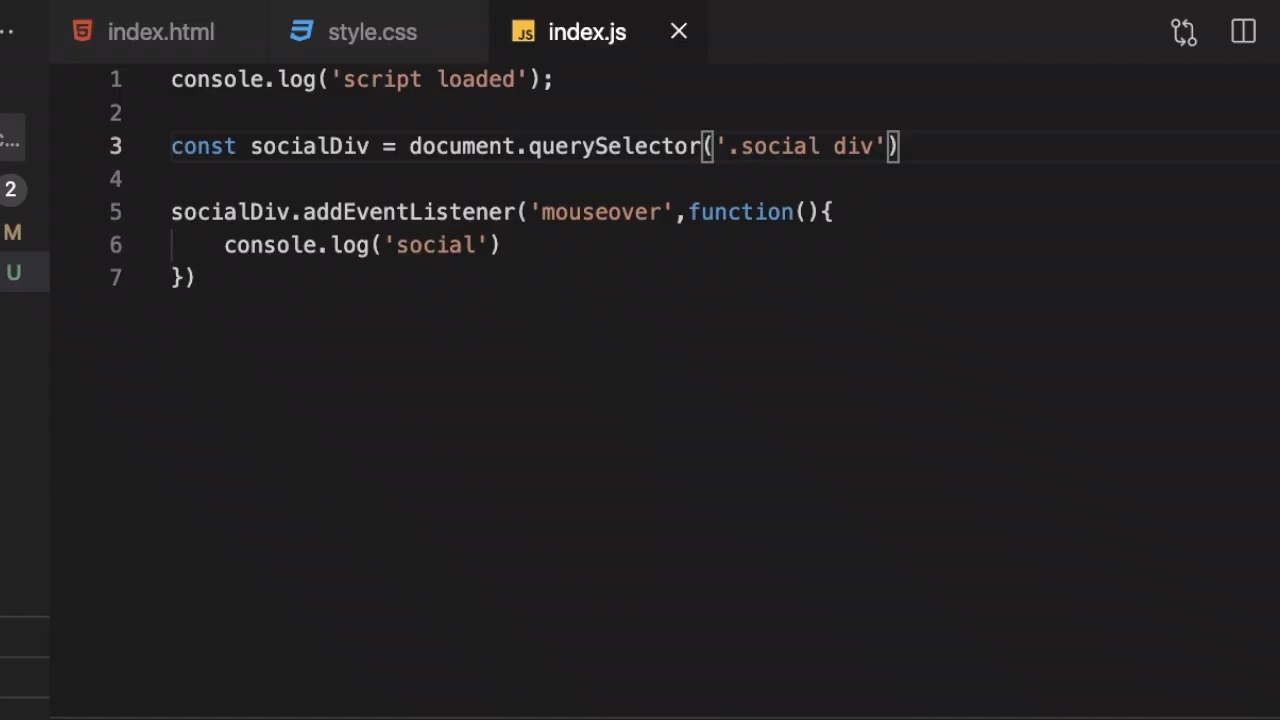 index.html style.css JS index.js
1 console.log('script loaded');
2
3 const socialDiv = document.querySelector('.social div')
4
5 socialDiv.addEventListener('mouseover',function(){
6 console.log('social')
7 })
c...
2
M
U